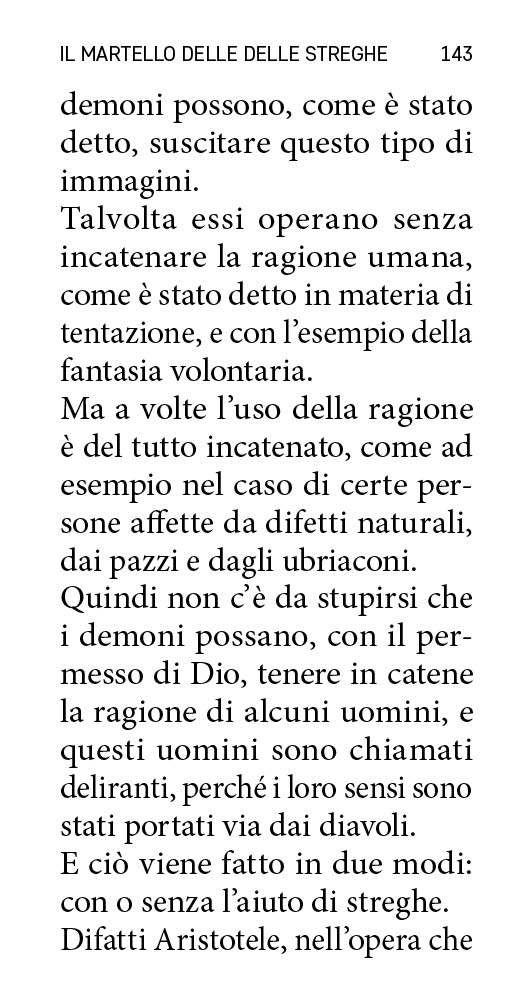 IL MARTELLO DELLE DELLE STREGHE 143
demoni possono, come è stato
detto, suscitare questo tipo di
immagini.
Talvolta essi operano senza
incatenare la ragione umana,
come è stato detto in materia di
tentazione, e con l’esempio della
fantasia volontaria.
Ma a volte l’uso della ragione
è del tutto incatenato, come ad
esempio nel caso di certe per-
sone affette da difetti naturali,
dai pazzi e dagli ubriaconi.
Quindi non c’è da stupirsi che
i demoni possano, con il per-
messo di Dio, tenere in catene
la ragione di alcuni uomini, e
questi uomini sono chiamati
deliranti, perché i loro sensi sono
stati portati via dai diavoli.
E ciò viene fatto in due modi:
con o senza l’aiuto di streghe.
Difatti Aristotele, nell’opera che